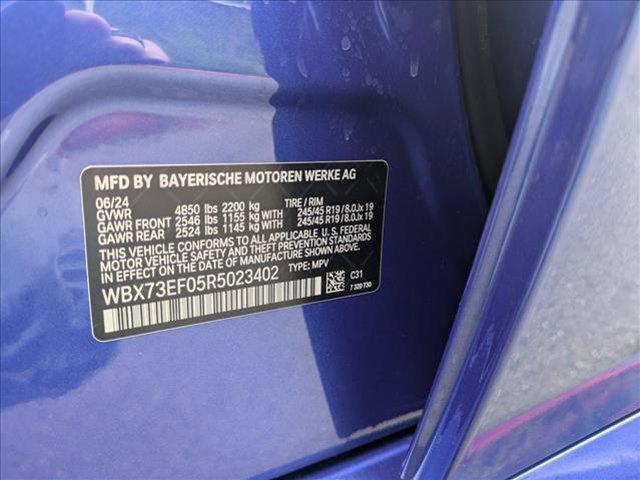 MFD BY BAYERISCHE MOTOREN WERKE AG
06/24 TIRE / RIM
GVWR 4850 lbs 2200 kg
GAWR FRONT 2546 lbs 1155 kg WITH 245/45 R19 / 8.0Jx 19
GAWR REAR 2524 lbs 1145 kg WITH 245/45 R19 / 8.0Jx 19
THIS VEHICLE CONFORMS TO ALL APPLICABLE U. S. FEDERAL
MOTOR VEHICLE SAFETY AND THEFT PREVENTION STANDARDS
IN EFFECT ON THE DATE OF MANUFACTURE SHOWN ABOVE.
WBX73EF05R5023402 TYPE: MPV
C31
7 320 730